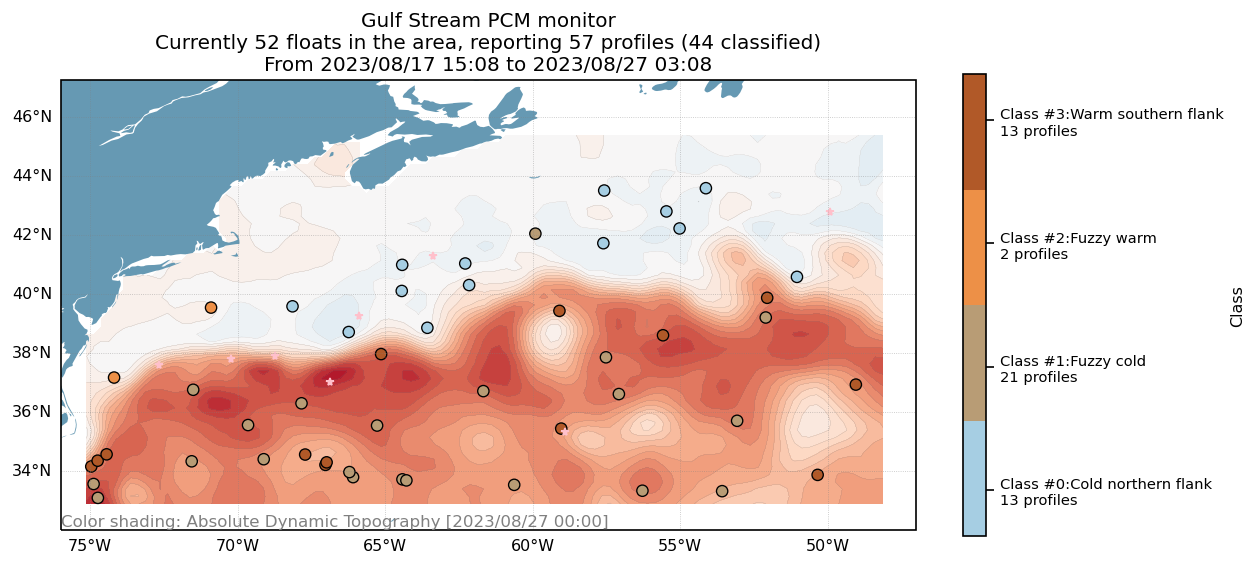 Gulf Stream PCM monitor
Currently 52 floats in the area, reporting 57 profiles (44 classified)
From 2023/08/17 15:08 to 2023/08/27 03:08
46°N
44°N
42°N
40°N
38°N
36°N
34°N
Color shading: Absolute Dynamic Topography [2023/08/27 00:00]
75°W
70°W
65°W
60°W
55°W
50°W
Class #3:Warm southern flank
13 profiles
Class #2:Fuzzy warm
2 profiles
Class #1:Fuzzy cold
21 profiles
Class #0:Cold northern flank
13 profiles
Class